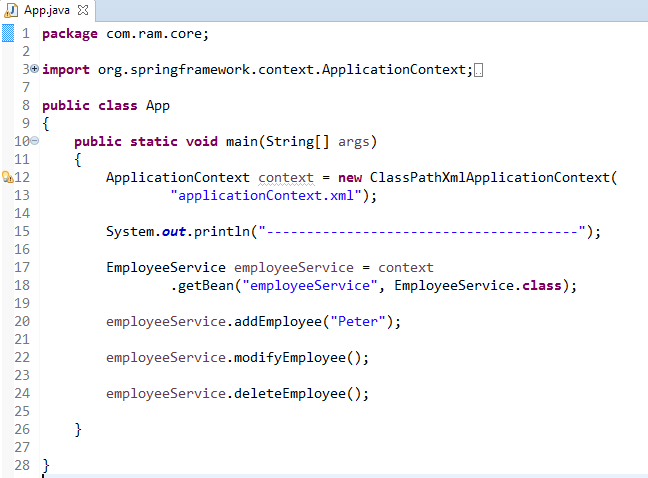 App.java
1 package com.ram.core;
2
3 import org.springframework.context.ApplicationContext;
7
8 public class App
9 {
10     public static void main(String[] args)
11     {
12         ApplicationContext context = new ClassPathXmlApplicationContext(
13                 "applicationContext.xml");
14
15         System.out.println("---------------------------------------");
16
17         EmployeeService employeeService = context
18                 .getBean("employeeService", EmployeeService.class);
19
20         employeeService.addEmployee("Peter");
21
22         employeeService.modifyEmployee();
23
24         employeeService.deleteEmployee();
25
26     }
27
28 }